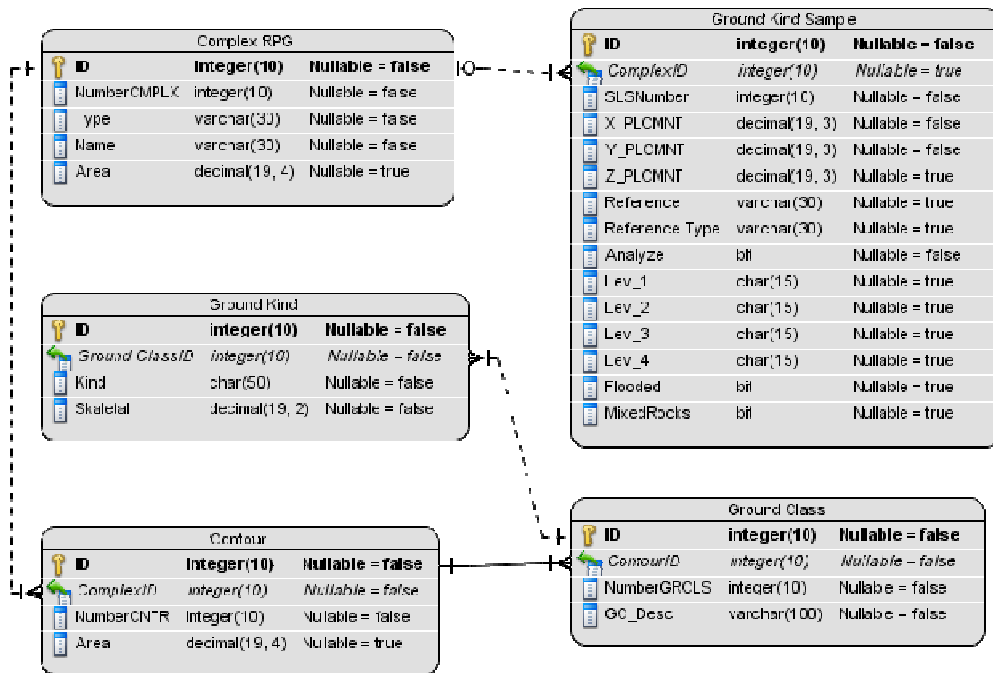 Complex RPG
ID integer(10) Nullable = false
NumberCMPLX integer(10) Nullable = false
Type varchar(30) Nullable = false
Name varchar(30) Nullable = false
Area decimal(19, 4) Nullable = true
Ground Kind Sample
ID integer(10) Nullable = false
ComplexID integer(10) Nullable = true
SLSNumber integer(10) Nullable = false
X_PLCMNT decimal(19, 3) Nullable = false
Y_PLCMNT decimal(19, 3) Nullable = false
Z_PLCMNT decimal(19, 3) Nullable = true
Reference varchar(30) Nullable = true
Reference Type varchar(30) Nullable = true
Analyze bit Nullable = false
Lev_1 char(15) Nullable = true
Lev_2 char(15) Nullable = true
Lev_3 char(15) Nullable = true
Lev_4 char(15) Nullable = true
Flooded bit Nullable = true
MixedRocks bit Nullable = true
Ground Kind
ID integer(10) Nullable = false
Ground ClassID integer(10) Nullable = false
Kind char(50) Nullable = false
Skeletal decimal(19, 2) Nullable = false
Contour
ID integer(10) Nullable = false
ComplexID integer(10) Nullable = false
NumberCNTR integer(10) Nullable = false
Area decimal(19, 4) Nullable = true
Ground Class
ID integer(10) Nullable = false
ContourID integer(10) Nullable = false
NumberGRCLS integer(10) Nullable = false
GC_Desc varchar(100) Nullable = false